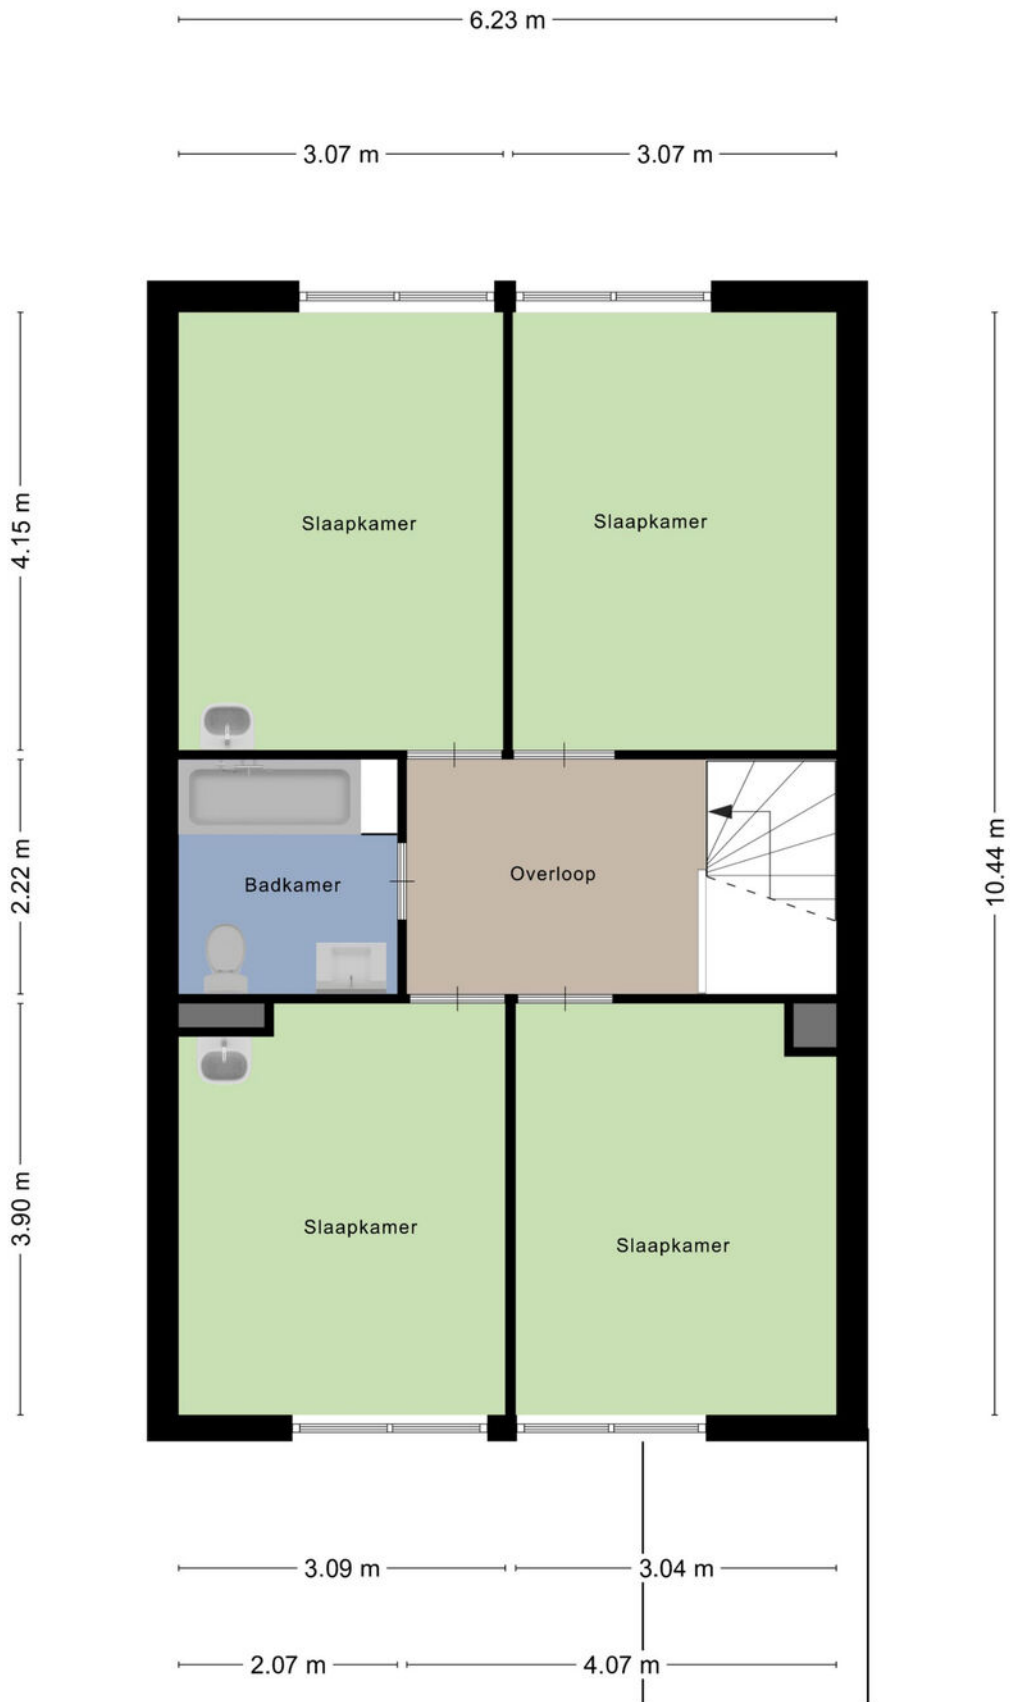 6.23 m
3.07 m
3.07 m
4.15 m
Slaapkamer
Slaapkamer
2.22 m
Badkamer
Overloop
10.44 m
3.90 m
Slaapkamer
Slaapkamer
3.09 m
3.04 m
2.07 m
4.07 m